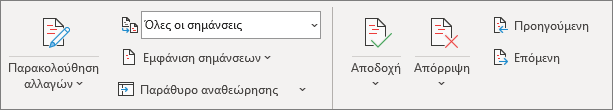 Παρακολούθηση
αλλαγών
Όλες οι σημάνσεις
Εμφάνιση σημάνσεων
Παράθυρο αναθεώρησης
Αποδοχή
Απόρριψη
Προηγούμενη
Επόμενη